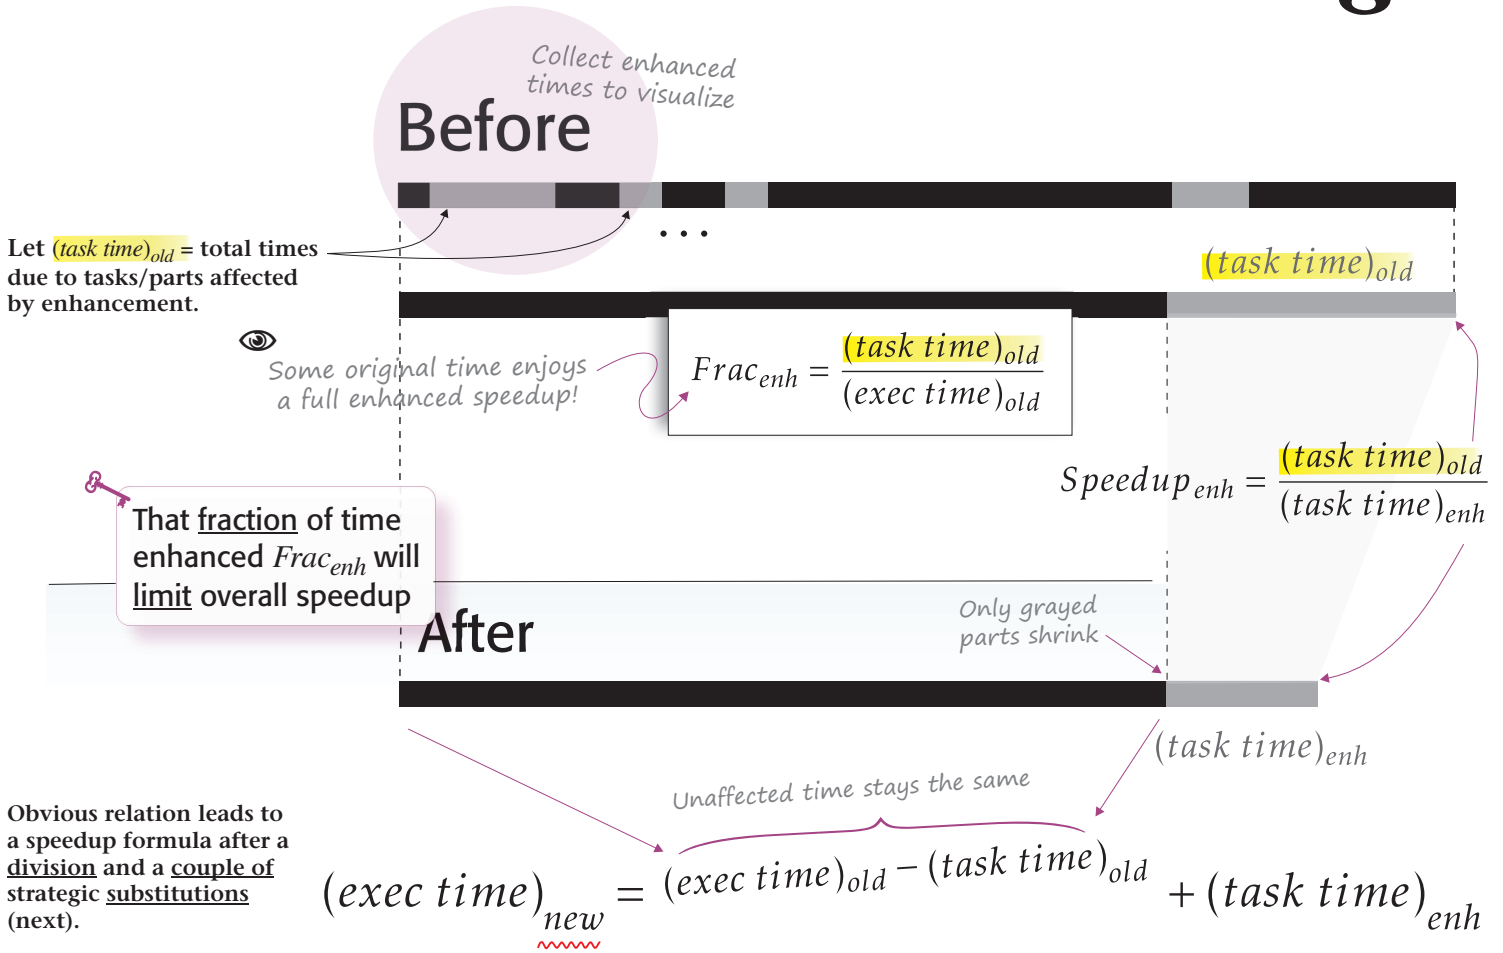 Collect enhanced
times to visualize
Before
Let (task time)old = total times
due to tasks/parts affected
by enhancement.
...
(task time)old
Some original time enjoys
a full enhanced speedup!
Fracenh = (task time)old
(exec time)old
Speedupenh = (task time)old
(task time)enh
That fraction of time
enhanced Fracenh will
limit overall speedup
After
Only grayed
parts shrink
(task time)enh
Unaffected time stays the same
Obvious relation leads to
a speedup formula after a
division and a couple of
strategic substitutions
(next).
(exec time)new = (exec time)old − (task time)old + (task time)enh